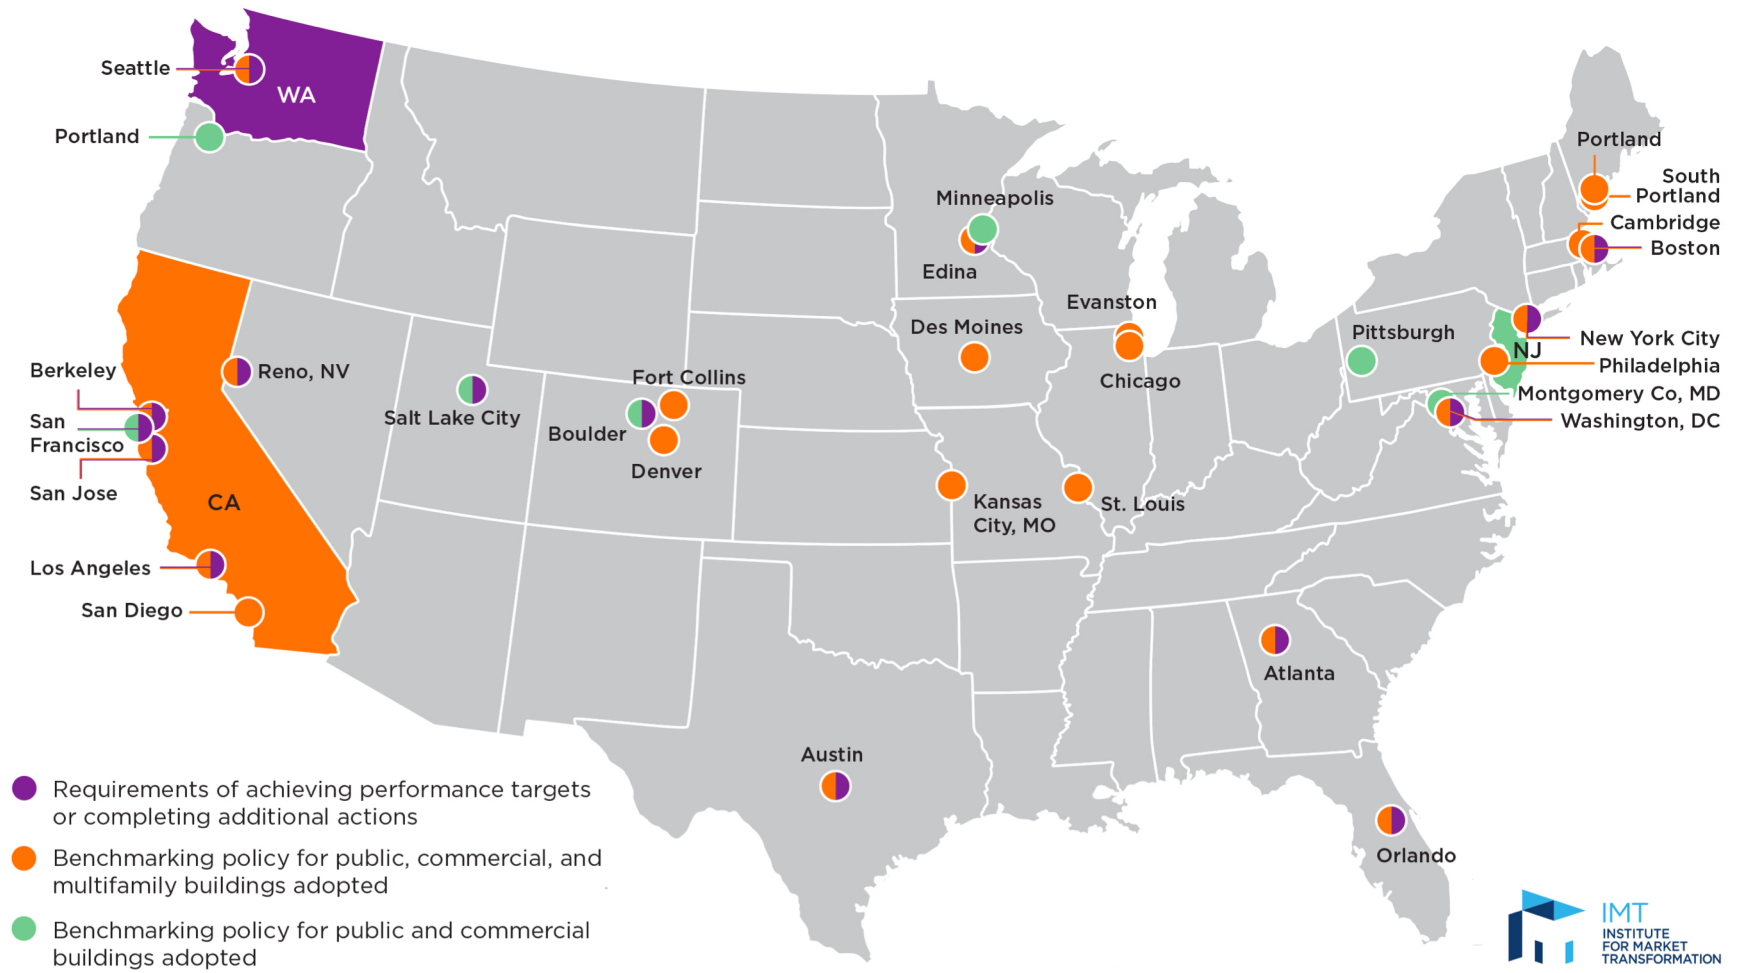 Seattle
WA
Portland
Portland
South
Portland
Cambridge
Boston
Minneapolis
Edina
Evanston
Des Moines
Chicago
Pittsburgh
NJ
New York City
Philadelphia
Montgomery Co, MD
Washington, DC
Berkeley
Reno, NV
San
Francisco
San Jose
Salt Lake City
Fort Collins
Boulder
Denver
CA
Kansas
City, MO
St. Louis
Los Angeles
San Diego
Atlanta
Austin
Orlando
Requirements of achieving performance targets
or completing additional actions
Benchmarking policy for public, commercial, and
multifamily buildings adopted
Benchmarking policy for public and commercial
buildings adopted
IMT
INSTITUTE
FOR MARKET
TRANSFORMATION